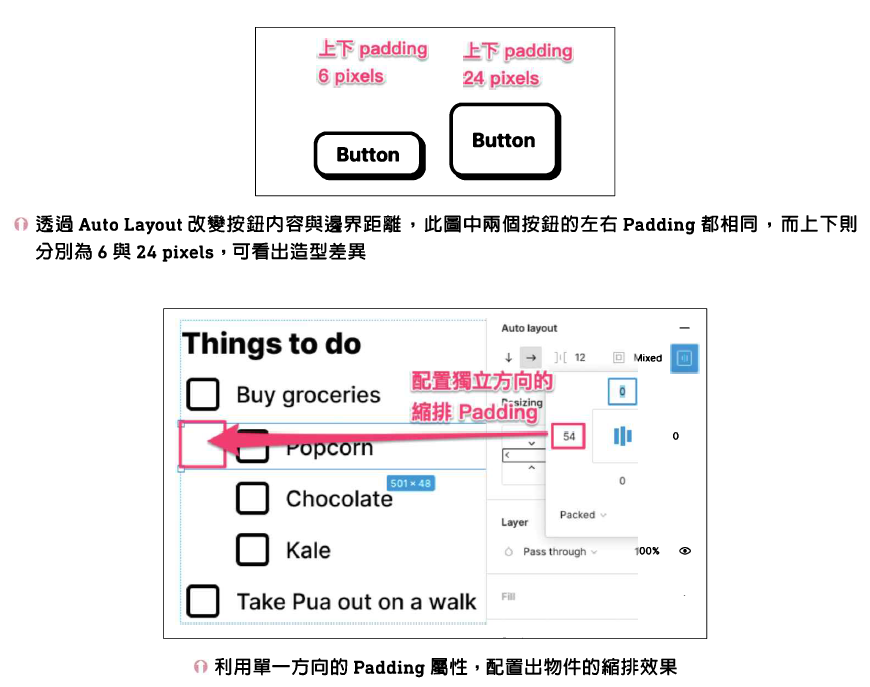 上下 padding
6 pixels
上下 padding
24 pixels
Button
Button
透過 Auto Layout 改變按鈕內容與邊界距離，此圖中兩個按鈕的左右 Padding 都相同，而上下則
分別為 6 與 24 pixels，可看出造型差異
Things to do
Buy groceries
Popcorn
501 × 48
Chocolate
Kale
Take Pua out on a walk
配置獨立方向的
縮排 Padding
Auto layout
12
Mixed
Resizing
0
54
0
0
Packed
Layer
Pass through
100%
Fill
利用單一方向的 Padding 屬性，配置出物件的縮排效果